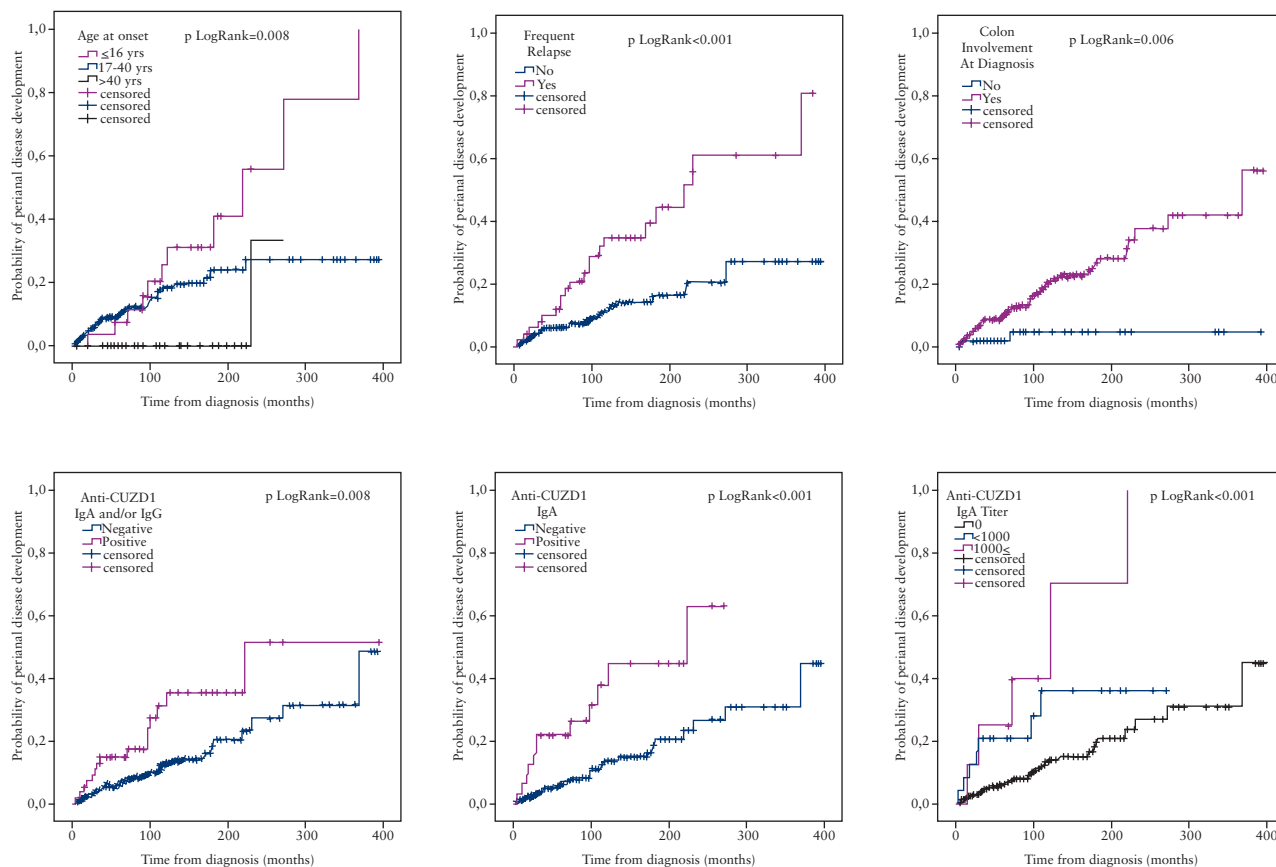 Age at onset
p LogRank=0.008
≤16 yrs
17-40 yrs
>40 yrs
censored
censored
censored
1,0
0,8
0,6
0,4
0,2
0,0
Probability of perianal disease development
0 100 200 300 400
Time from diagnosis (months)
Frequent
Relapse
p LogRank<0.001
No
Yes
censored
censored
1,0
0,8
0,6
0,4
0,2
0,0
Probability of perianal disease development
0 100 200 300 400
Time from diagnosis (months)
Colon
Involvement
At Diagnosis
p LogRank=0.006
No
Yes
censored
censored
1,0
0,8
0,6
0,4
0,2
0,0
Probability of perianal disease development
0 100 200 300 400
Time from diagnosis (months)
Anti-CUZD1
IgA and/or IgG
p LogRank=0.008
Negative
Positive
censored
censored
1,0
0,8
0,6
0,4
0,2
0,0
Probability of perianal disease development
0 100 200 300 400
Time from diagnosis (months)
Anti-CUZD1
IgA
p LogRank<0.001
Negative
Positive
censored
censored
1,0
0,8
0,6
0,4
0,2
0,0
Probability of perianal disease development
0 100 200 300 400
Time from diagnosis (months)
Anti-CUZD1
IgA Titer
p LogRank<0.001
0
<1000
1000≤
censored
censored
censored
1,0
0,8
0,6
0,4
0,2
0,0
Probability of perianal disease development
0 100 200 300 400
Time from diagnosis (months)